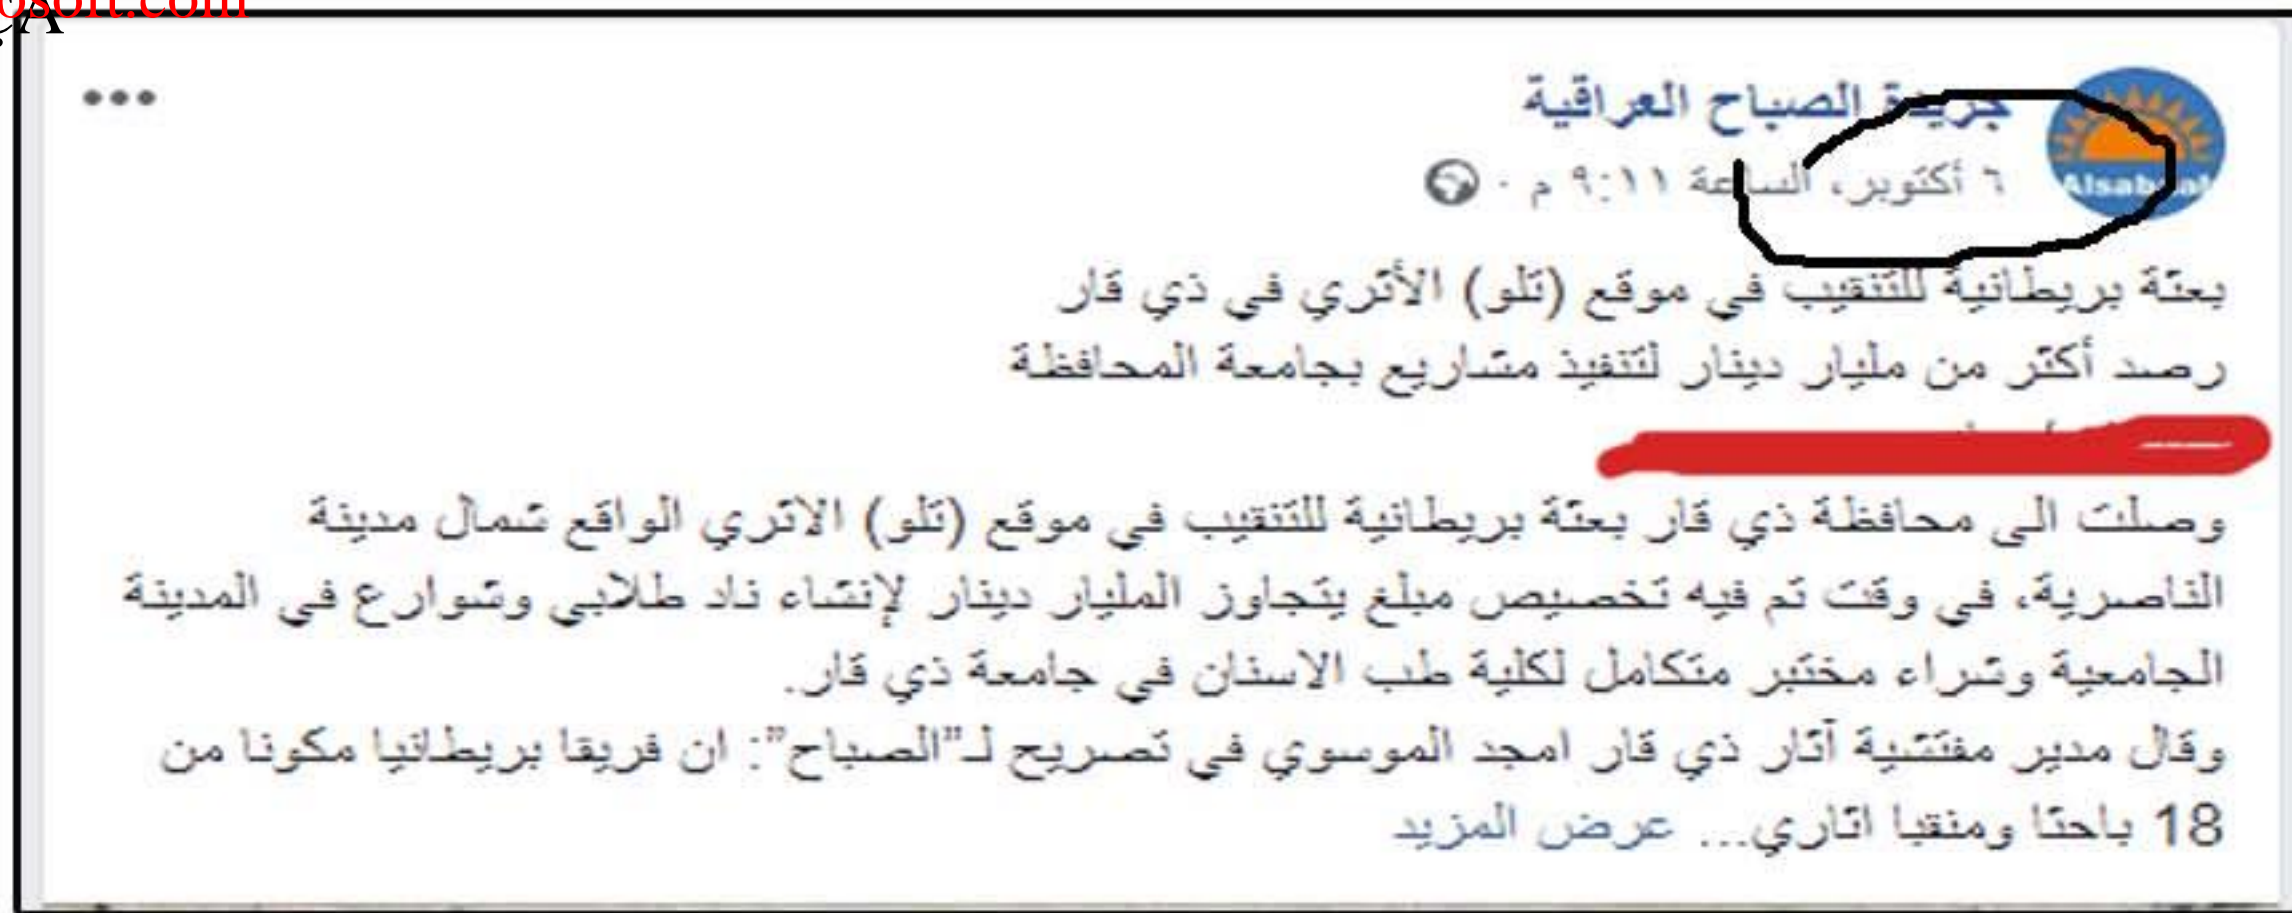 osoft.com
جريدة الصباح العراقية
Alsabaah
٦ أكتوبر، الساعة ٩:١١ م ·
بعثة بريطانية للتنقيب في موقع (تلو) الأثري في ذي قار
رصد أكثر من مليار دينار لتنفيذ مشاريع بجامعة المحافظة
وصلت الى محافظة ذي قار بعثة بريطانية للتنقيب في موقع (تلو) الاثري الواقع شمال مدينة
الناصرية، في وقت تم فيه تخصيص مبلغ يتجاوز المليار دينار لإنشاء ناد طلابي وشوارع في المدينة
الجامعية وشراء مختبر متكامل لكلية طب الاسنان في جامعة ذي قار.
وقال مدير مفتشية آثار ذي قار امجد الموسوي في تصريح لـ"الصباح": ان فريقا بريطانيا مكونا من
18 باحثا ومنقبا اثاري... عرض المزيد